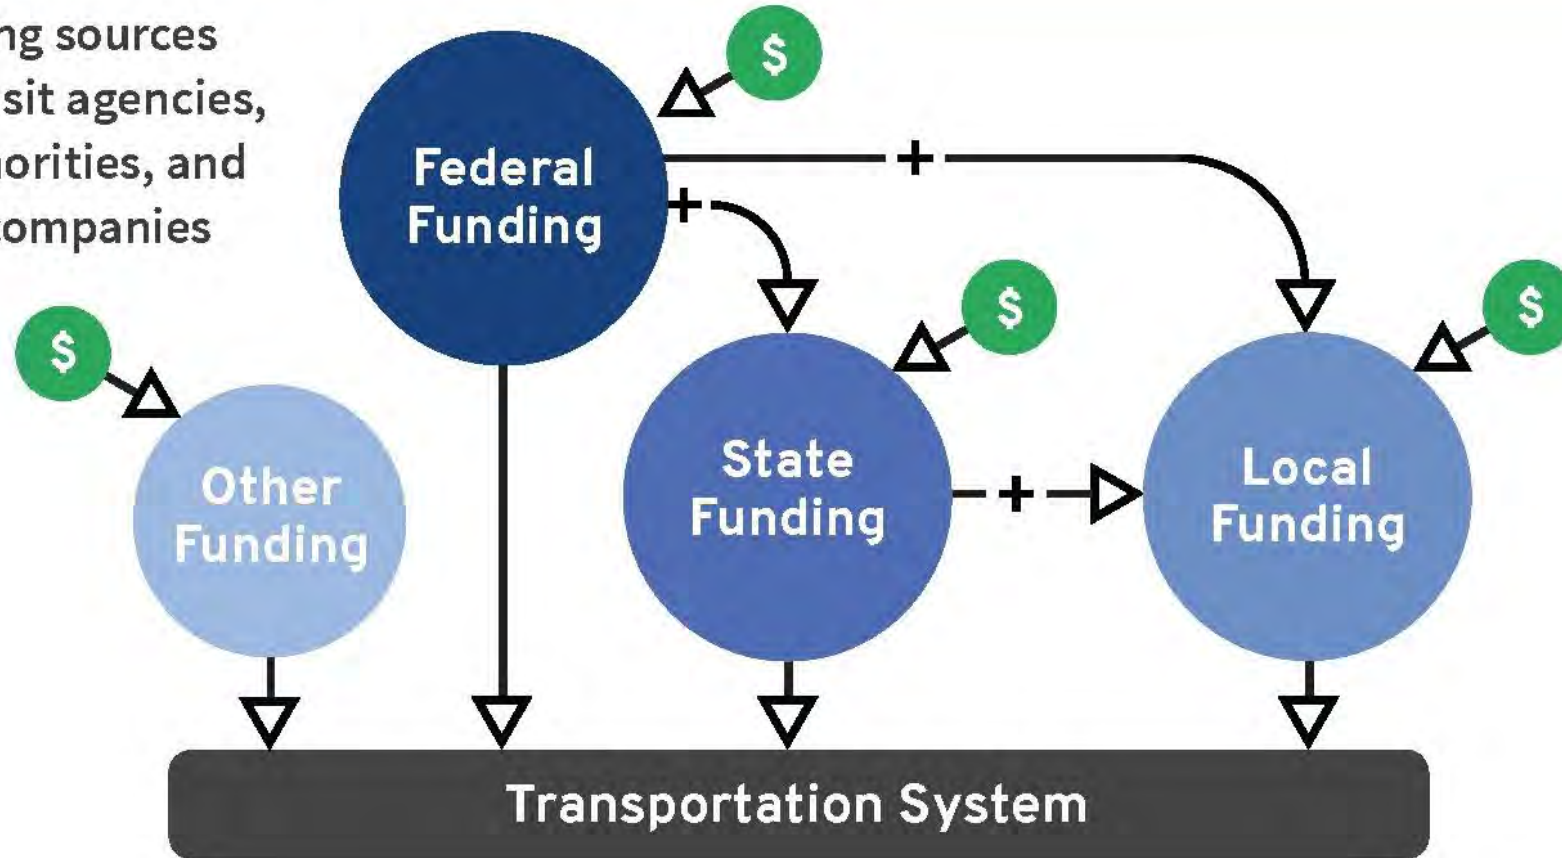 ng sources
sit agencies,
orities, and
ompanies
$
Federal
Funding
+
+
$
$
$
Other
Funding
State
Funding
+
Local
Funding
Transportation System